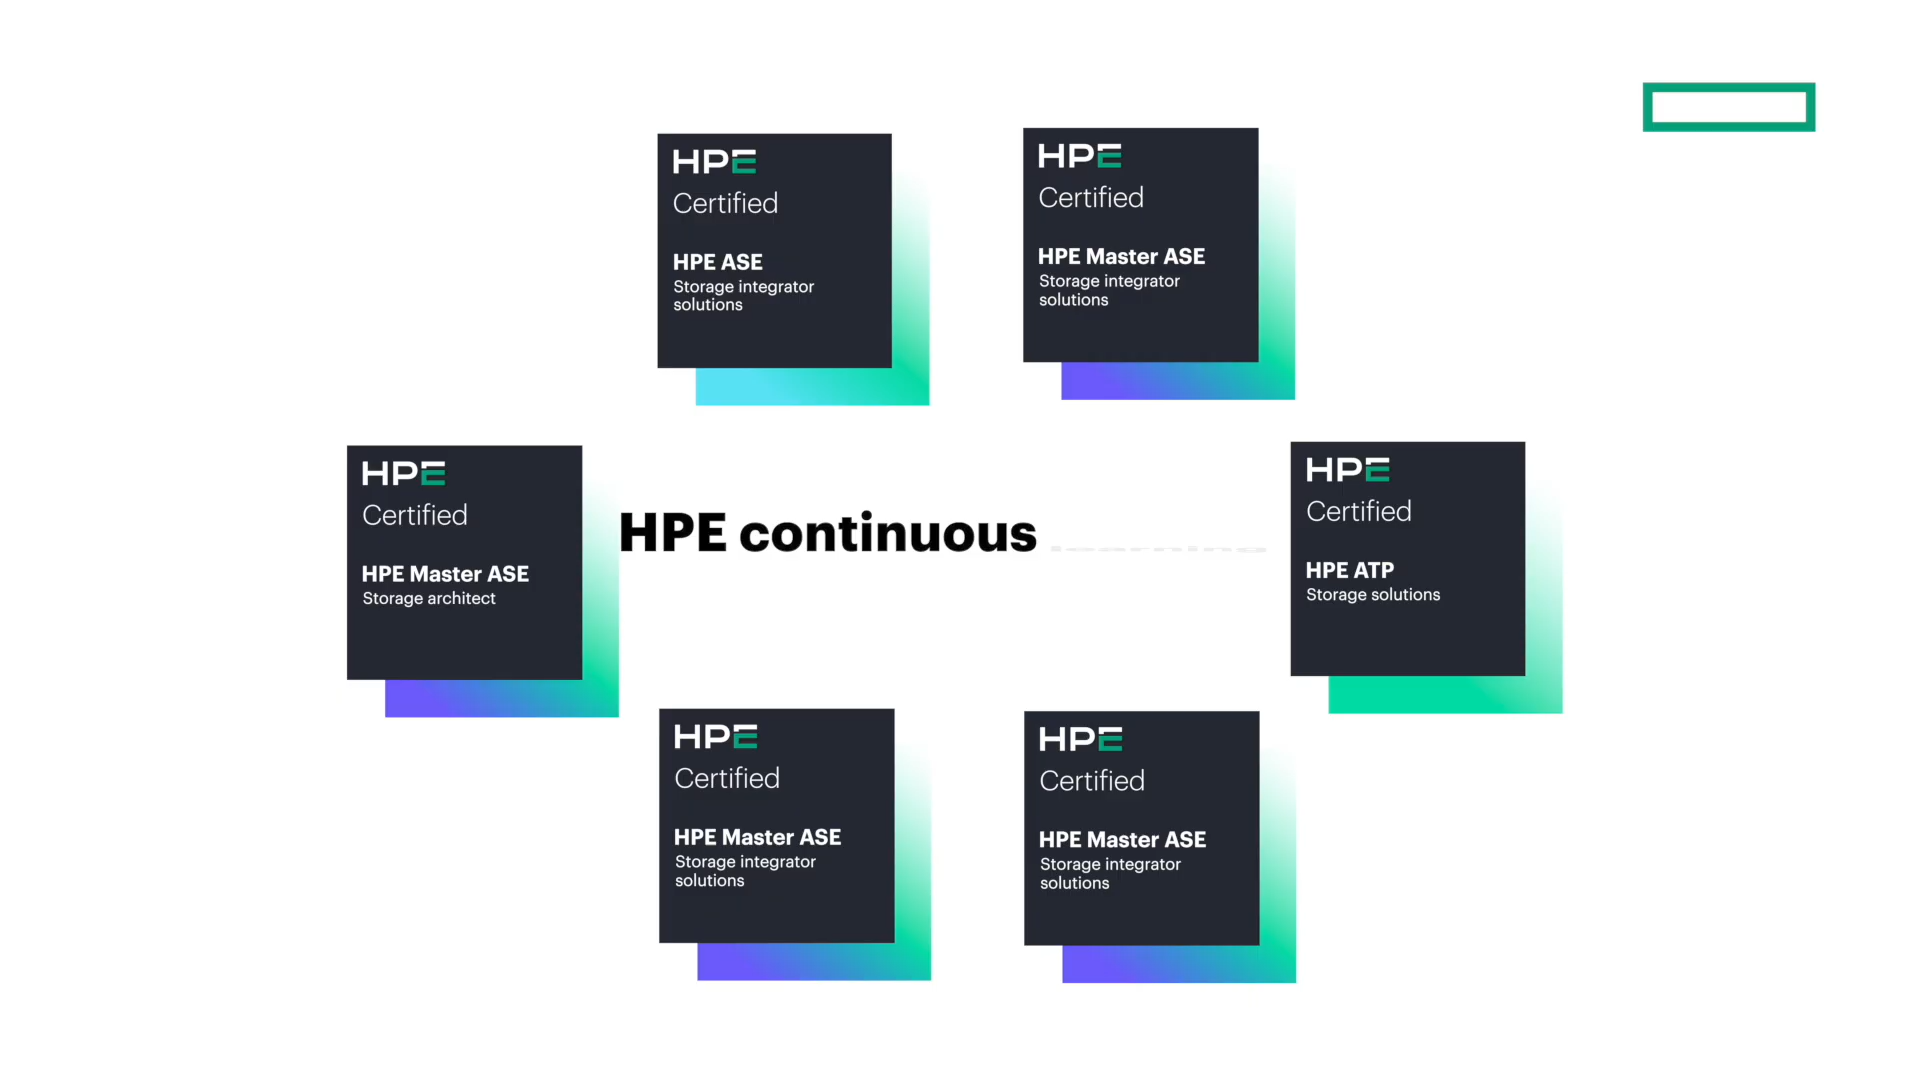 HPE
Certified
HPE ASE
Storage integrator
solutions
HPE
Certified
HPE Master ASE
Storage integrator
solutions
HPE
Certified
HPE Master ASE
Storage architect
HPE continuous
HPE
Certified
HPE ATP
Storage solutions
HPE
Certified
HPE Master ASE
Storage integrator
solutions
HPE
Certified
HPE Master ASE
Storage integrator
solutions